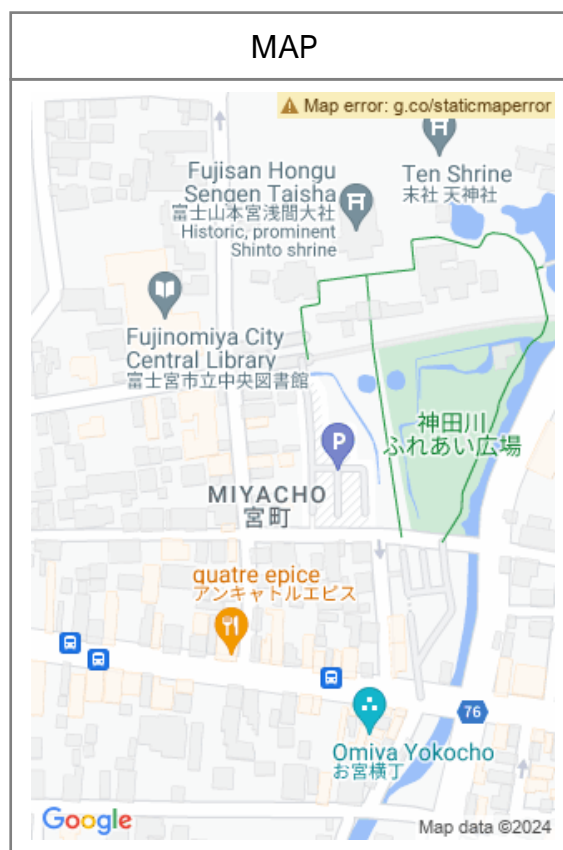 MAP
Map error: g.co/staticmaperror
Ten Shrine
末社 天神社
Fujisan Hongu
Sengen Taisha
富士山本宮浅間大社
Historic, prominent
Shinto shrine
Fujinomiya City
Central Library
富士宮市立中央図書館
神田川
ふれあい広場
P
MIYACHO
宮町
quatre epice
アンキャトルエピス
76
Omiya Yokocho
お宮横丁
Google
Map data ©2024